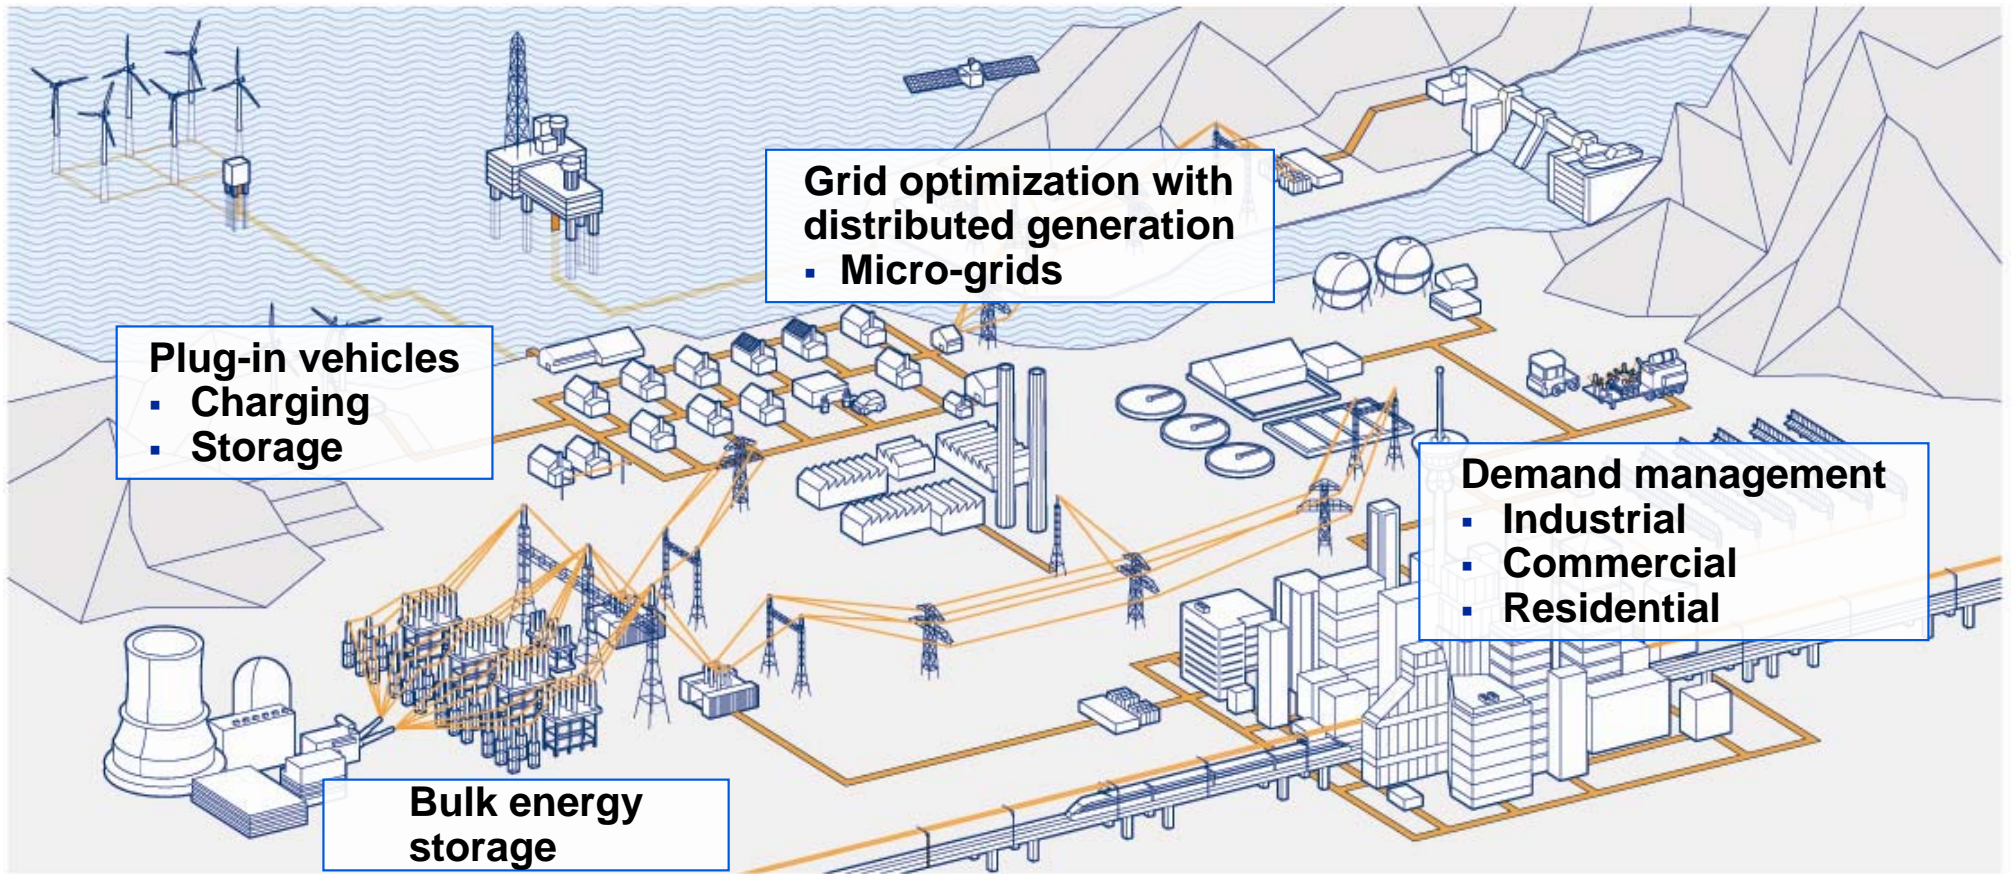 Grid optimization with
distributed generation
▪ Micro-grids
Plug-in vehicles
▪ Charging
▪ Storage
Demand management
▪ Industrial
▪ Commercial
▪ Residential
Bulk energy
storage